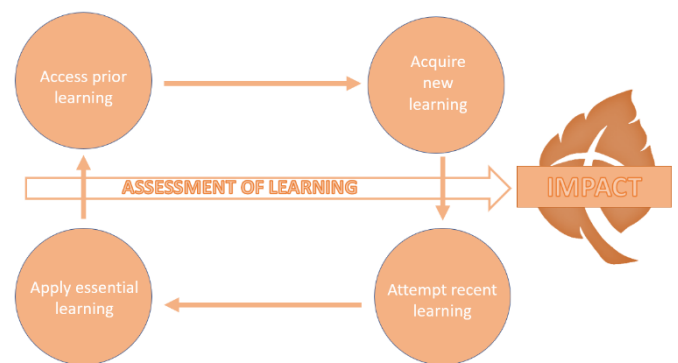 Access prior
learning
Acquire
new
learning
ASSESSMENT OF LEARNING
IMPACT
Apply essential
learning
Attempt recent
learning